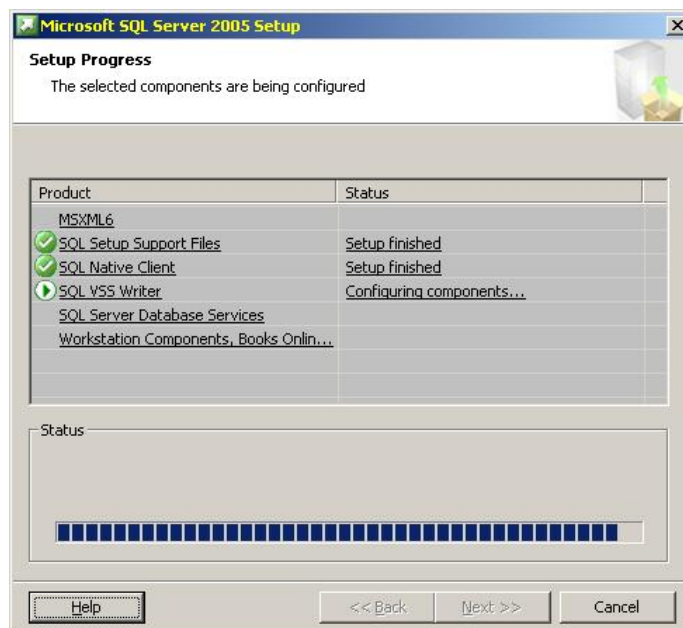 Microsoft SQL Server 2005 Setup
Setup Progress
The selected components are being configured
Product Status
MSXML6
SQL Setup Support Files Setup finished
SQL Native Client Setup finished
SQL VSS Writer Configuring components...
SQL Server Database Services
Workstation Components, Books Onlin...
Status
Help << Back Next >> Cancel